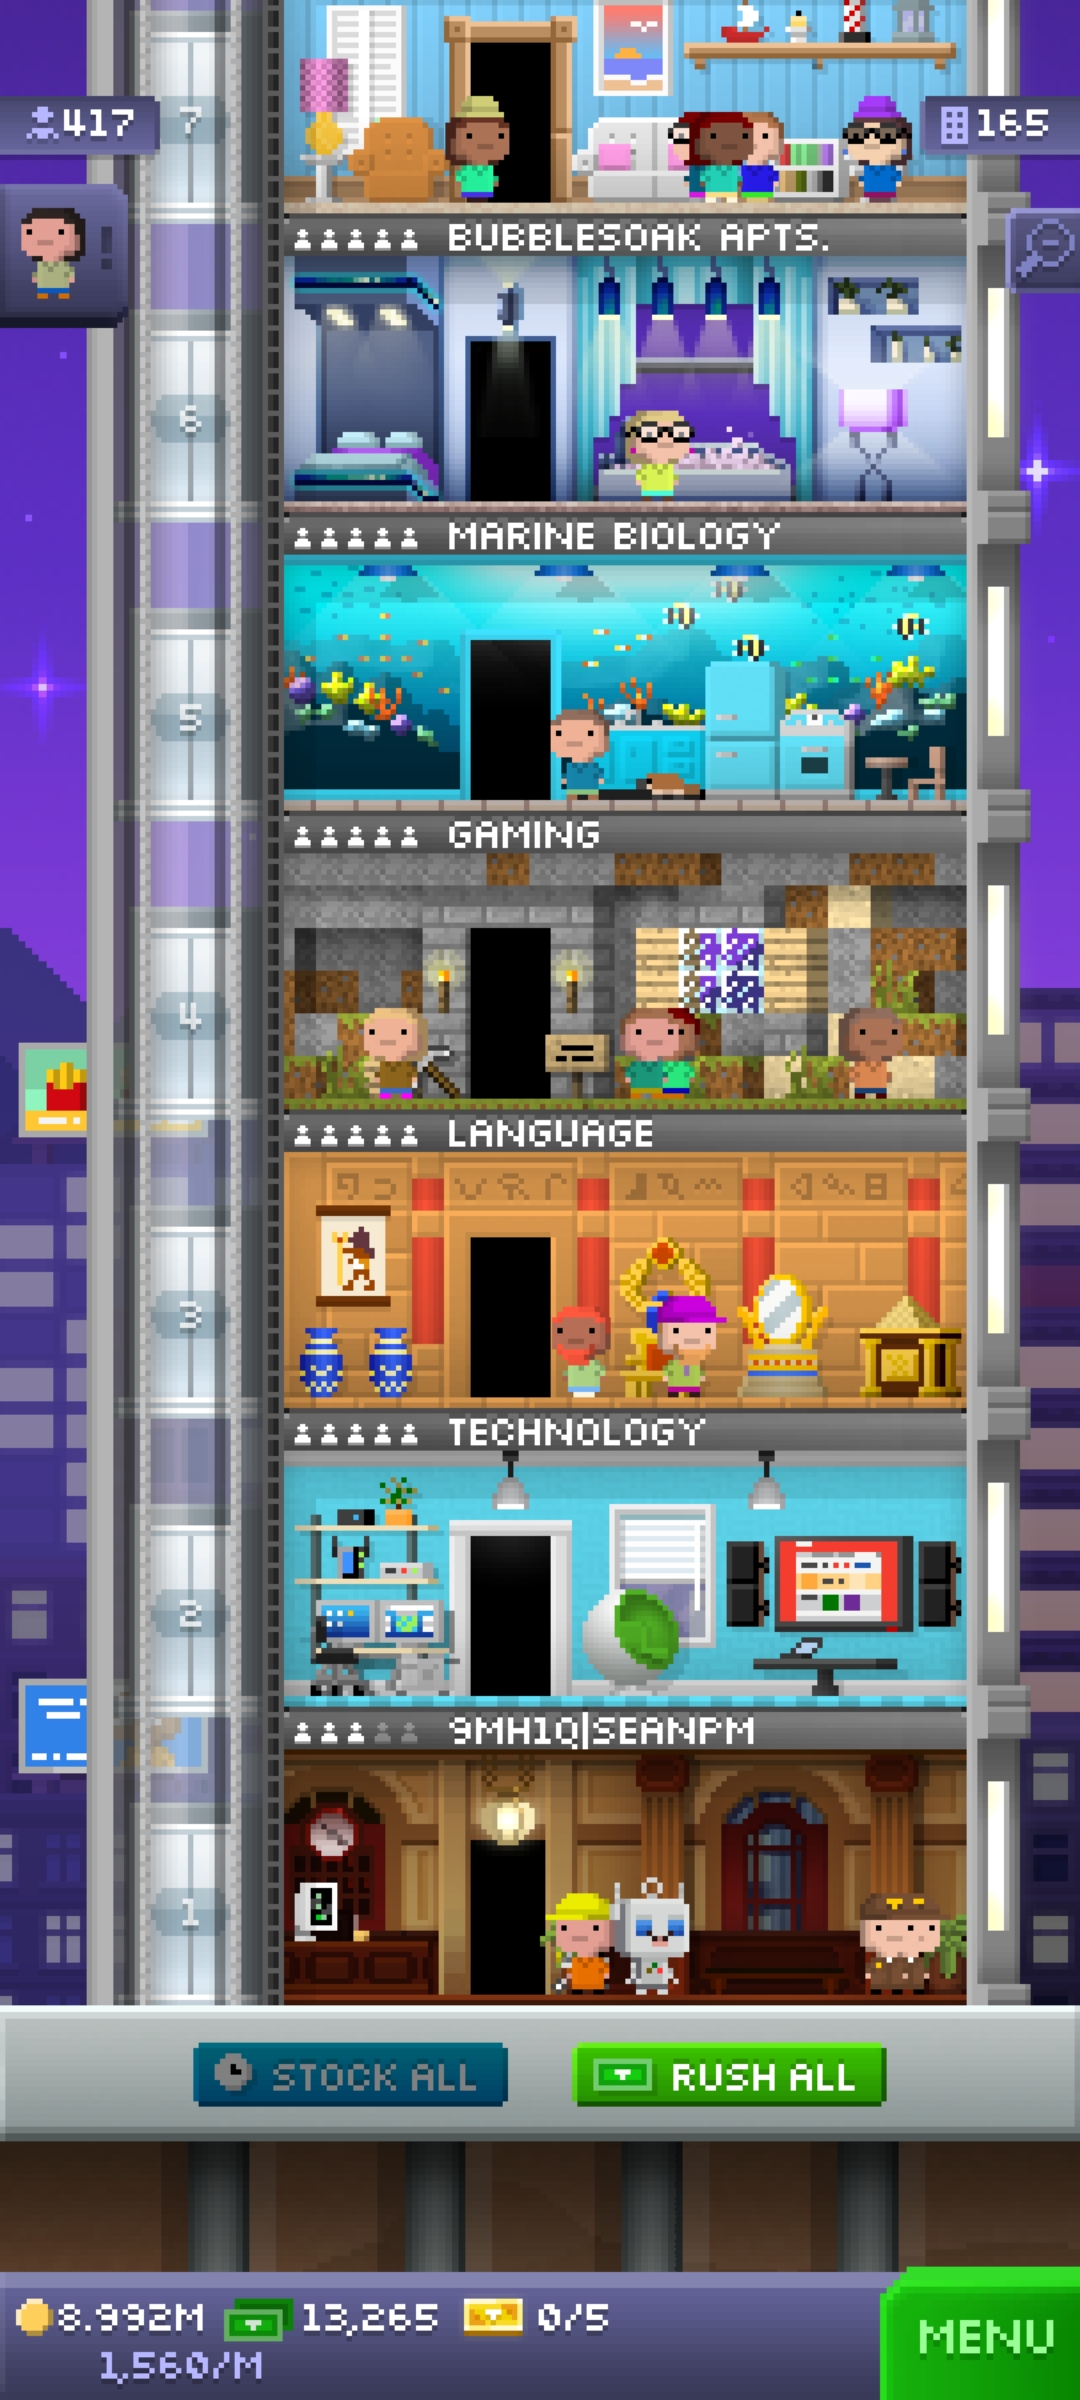 417
7
165
!
BUBBLESOAK APTS.
6
MARINE BIOLOGY
5
GAMING
4
LANGUAGE
3
TECHNOLOGY
2
9MH1Q|SEANPM
1
STOCK ALL
RUSH ALL
8.992M
13,265
0/5
MENU
1,560/M